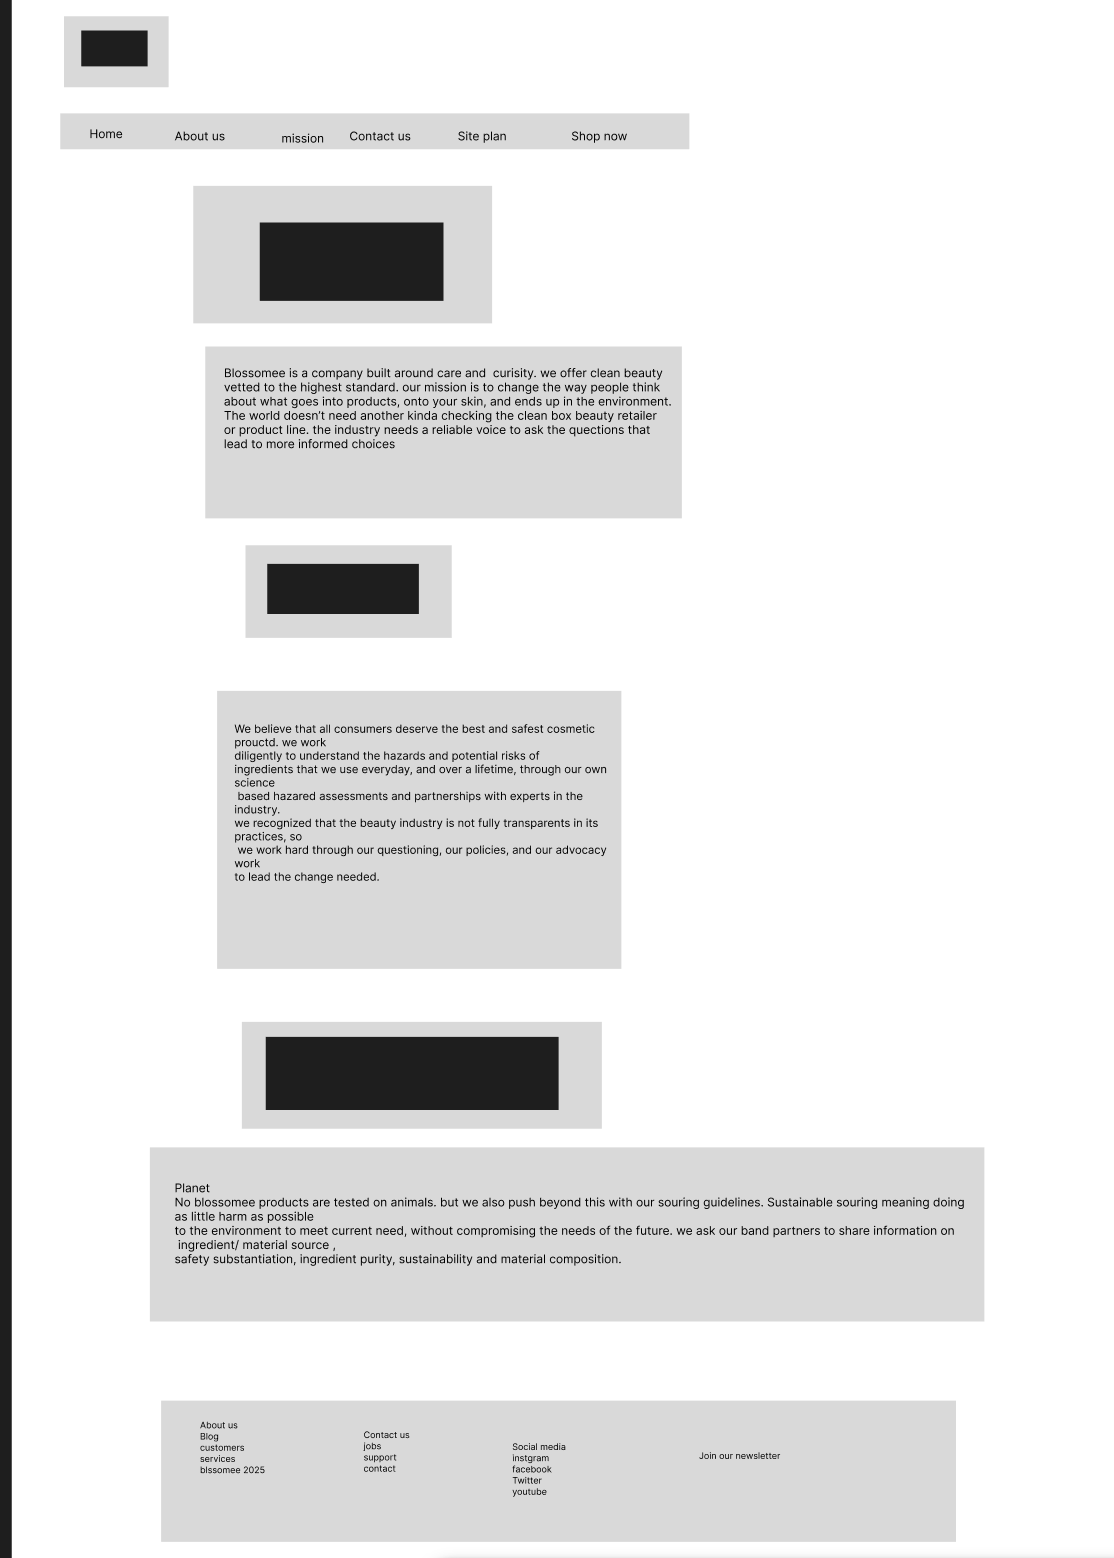 Home About us mission Contact us Site plan Shop now
Blossomee is a company built around care and  curisity. we offer clean beauty
vetted to the highest standard. our mission is to change the way people think
about what goes into products, onto your skin, and ends up in the environment.
The world doesn't need another kinda checking the clean box beauty retailer
or product line. the industry needs a reliable voice to ask the quections that
lead to more informed choices
We believe that all consumers deserve the best and safest cosmetic
prouctd. we work
diligently to understand the hazards and potential risks of
ingredients that we use everyday, and over a lifetime, through our own
science
based hazared assessments and partnerships with experts in the
industry.
we recognized that the beauty industry is not fully transparents in its
practices, so
we work hard through our questioning, our policies, and our advocacy
work
to lead the change needed.
Planet
No blossomee products are tested on animals. but we also push beyond this with our souring guidelines. Sustainable souring meaning doing
as little harm as possible
to the environment to meet current need, without compromising the needs of the future. we ask our band partners to share information on
ingredient/ material source ,
safety substantiation, ingredient purity, sustainability and material composition.
About us
Blog
customers
services
blssomee 2025
Contact us
jobs
support
contact
Social media
instgram
facebook
Twitter
youtube
Join our newsletter